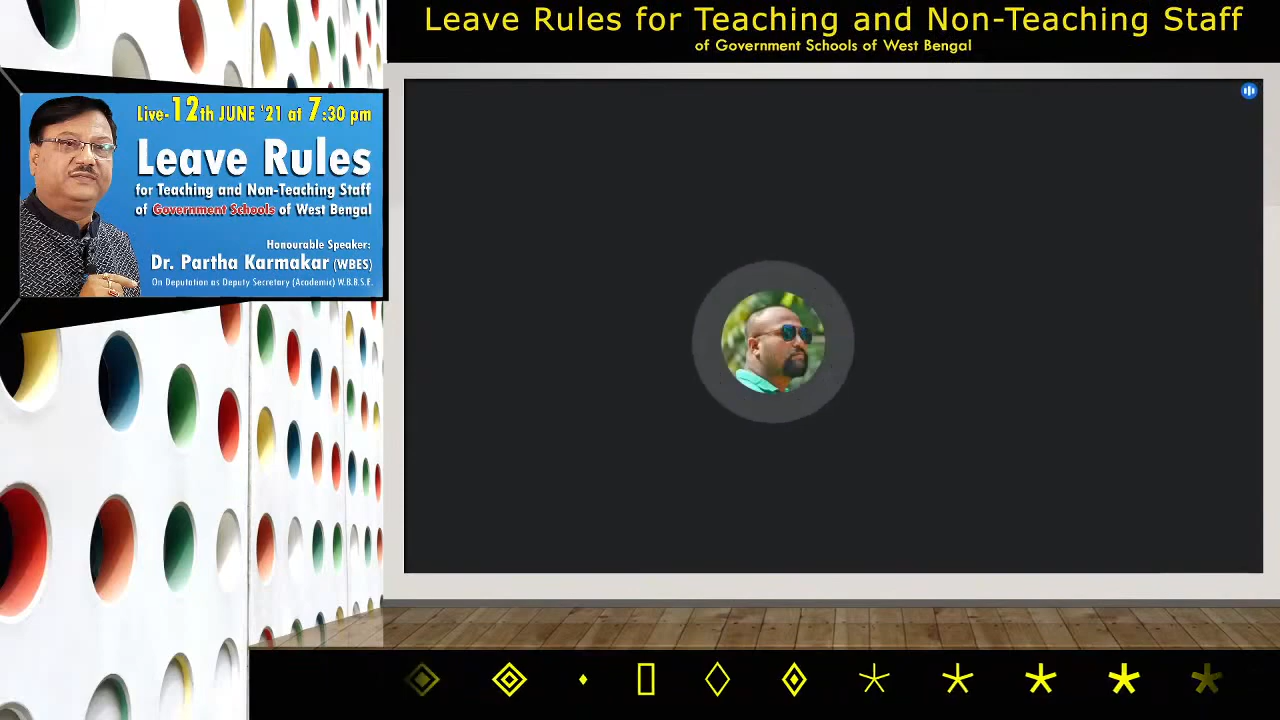 Leave Rules for Teaching and Non-Teaching Staff
of Government Schools of West Bengal
Live-12th JUNE '21 at 7:30 pm
Leave Rules
for Teaching and Non-Teaching Staff
of Government Schools of West Bengal
Honourable Speaker:
Dr. Partha Karmakar (WBES)
On Deputation as Deputy Secretary (Academic) W.B.B.S.E.